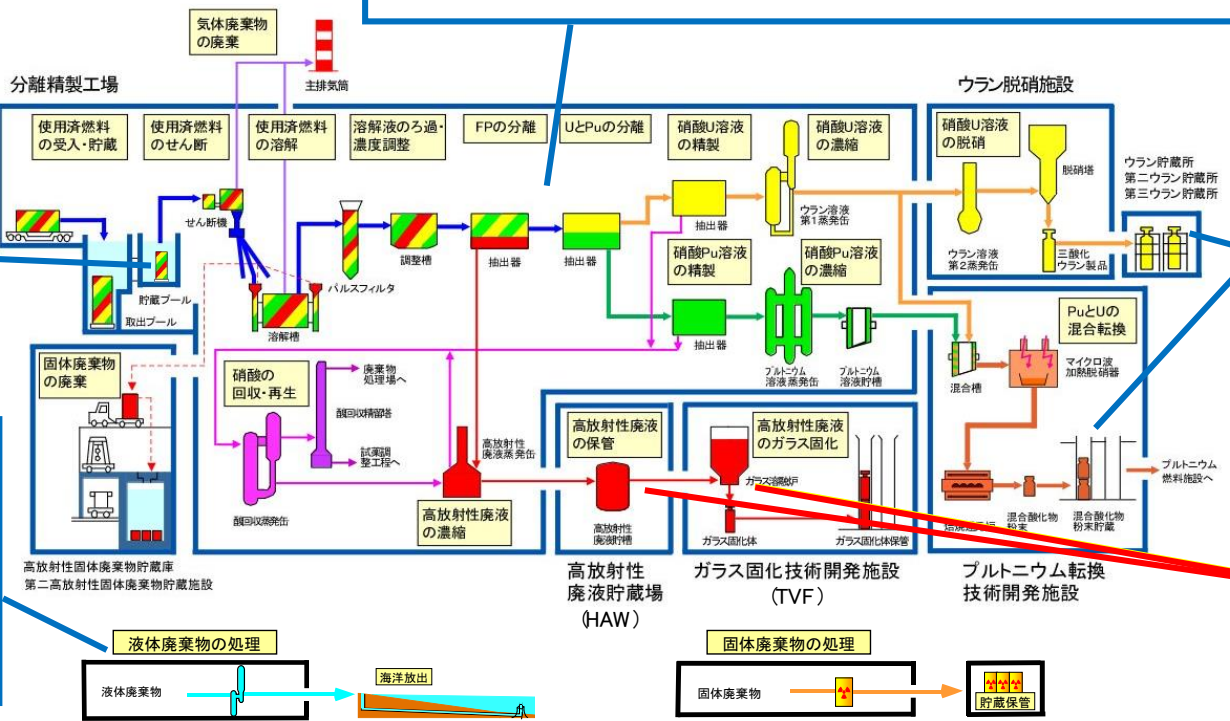 気体廃棄物
の廃棄
主排気筒
分離精製工場
ウラン脱硝施設
使用済燃料
の受入・貯蔵
使用済燃料
のせん断
使用済燃料
の溶解
溶解液のろ過・
濃度調整
FPの分離
UとPuの分離
硝酸U溶液
の精製
硝酸U溶液
の濃縮
硝酸U溶液
の脱硝
脱硝塔
ウラン貯蔵所
第二ウラン貯蔵所
第三ウラン貯蔵所
せん断機
貯蔵プール
取出プール
溶解槽
パルスフィルタ
調整槽
抽出器
抽出器
抽出器
ウラン溶液
第1蒸発缶
ウラン溶液
第2蒸発缶
三酸化
ウラン製品
硝酸Pu溶液
の精製
硝酸Pu溶液
の濃縮
抽出器
プルトニウム
溶液蒸発缶
プルトニウム
溶液貯槽
PuとUの
混合転換
混合槽
マイクロ波
加熱脱硝器
固体廃棄物
の廃棄
硝酸の
回収・再生
廃棄物
処理場へ
酸回収精留塔
試薬調
整工程へ
酸回収蒸発缶
高放射性
廃液蒸発缶
高放射性廃液
の濃縮
高放射性廃液
の保管
高放射性
廃液貯槽
高放射性廃液
のガラス固化
ガラス溶融炉
ガラス固化体
ガラス固化体保管
混合酸化物
粉末
混合酸化物
粉末貯蔵
プルトニウム
燃料施設へ
高放射性固体廃棄物貯蔵庫
第二高放射性固体廃棄物貯蔵施設
高放射性
廃液貯蔵場
(HAW)
ガラス固化技術開発施設
(TVF)
プルトニウム転換
技術開発施設
液体廃棄物の処理
液体廃棄物
海洋放出
固体廃棄物の処理
固体廃棄物
貯蔵保管